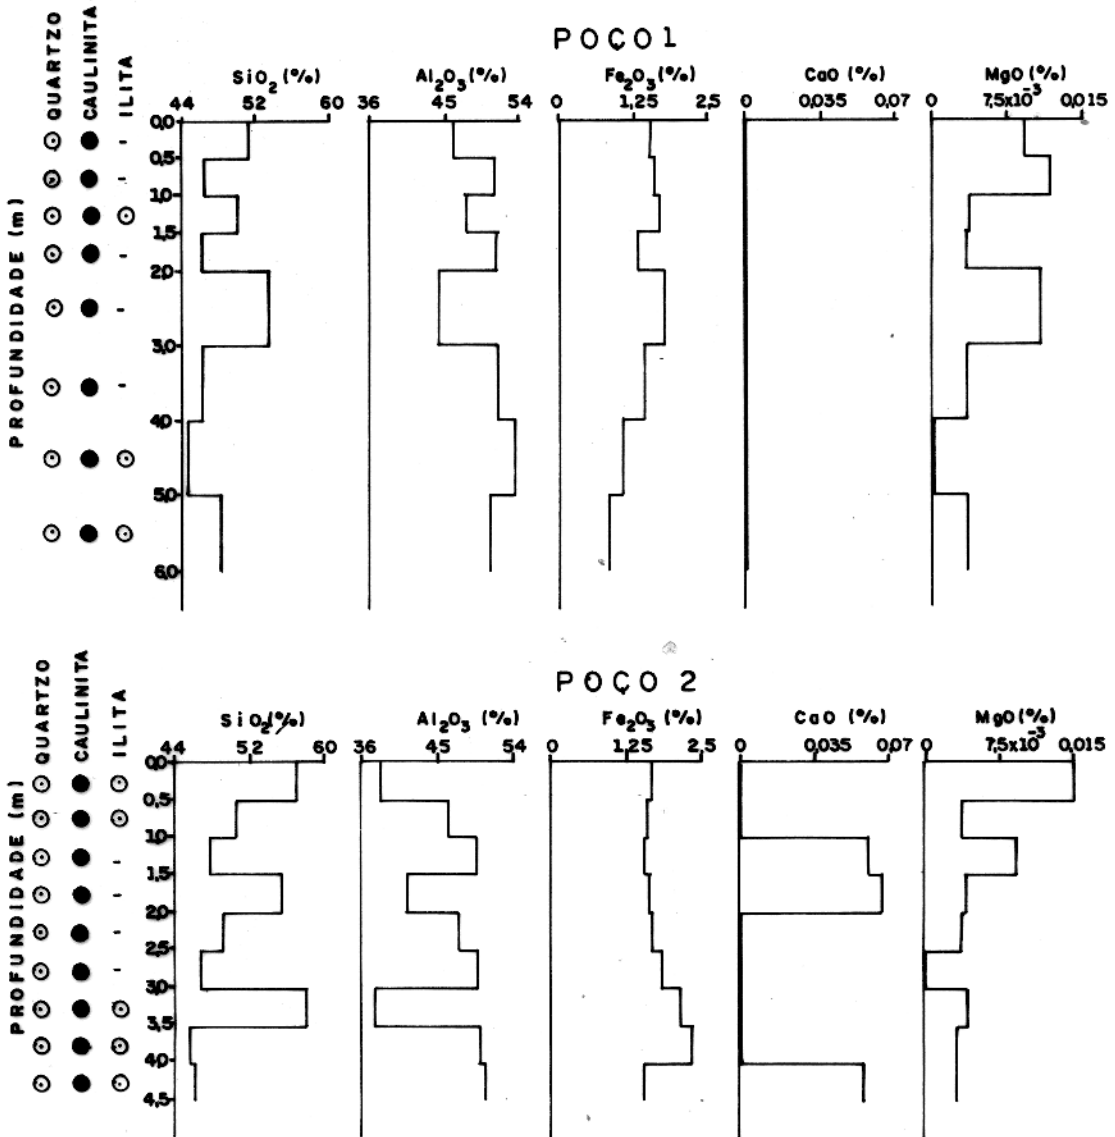 POÇO 1
QUARTZO
CAULINITA
ILITA
SiO₂ (%) Al₂O₃ (%) Fe₂O₃ (%) CaO (%) MgO (%)
44 52 60 36 45 54 0 1,25 2,5 0 0,035 0,07 0 7,5x10⁻³ 0,015
PROFUNDIDADE (m)
0,0
0,5
1,0
1,5
2,0
3,0
4,0
5,0
6,0
POÇO 2
QUARTZO
CAULINITA
ILITA
SiO₂ (%) Al₂O₃ (%) Fe₂O₃ (%) CaO (%) MgO (%)
44 52 60 36 45 54 0 1,25 2,5 0 0,035 0,07 0 7,5x10⁻³ 0,015
PROFUNDIDADE (m)
0,0
0,5
1,0
1,5
2,0
2,5
3,0
3,5
4,0
4,5